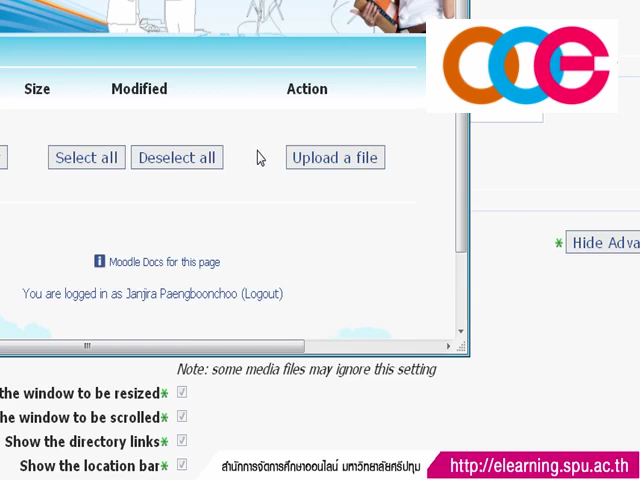 Size Modified Action
Select all Deselect all Upload a file
Hide Adva
Moodle Docs for this page
You are logged in as Janjira Paengboonchoo (Logout)
Note: some media files may ignore this setting
the window to be resized*
he window to be scrolled*
Show the directory links*
Show the location bar*
สำนักการจัดการศึกษาออนไลน์ มหาวิทยาลัยศรีปทุม
http://elearning.spu.ac.th